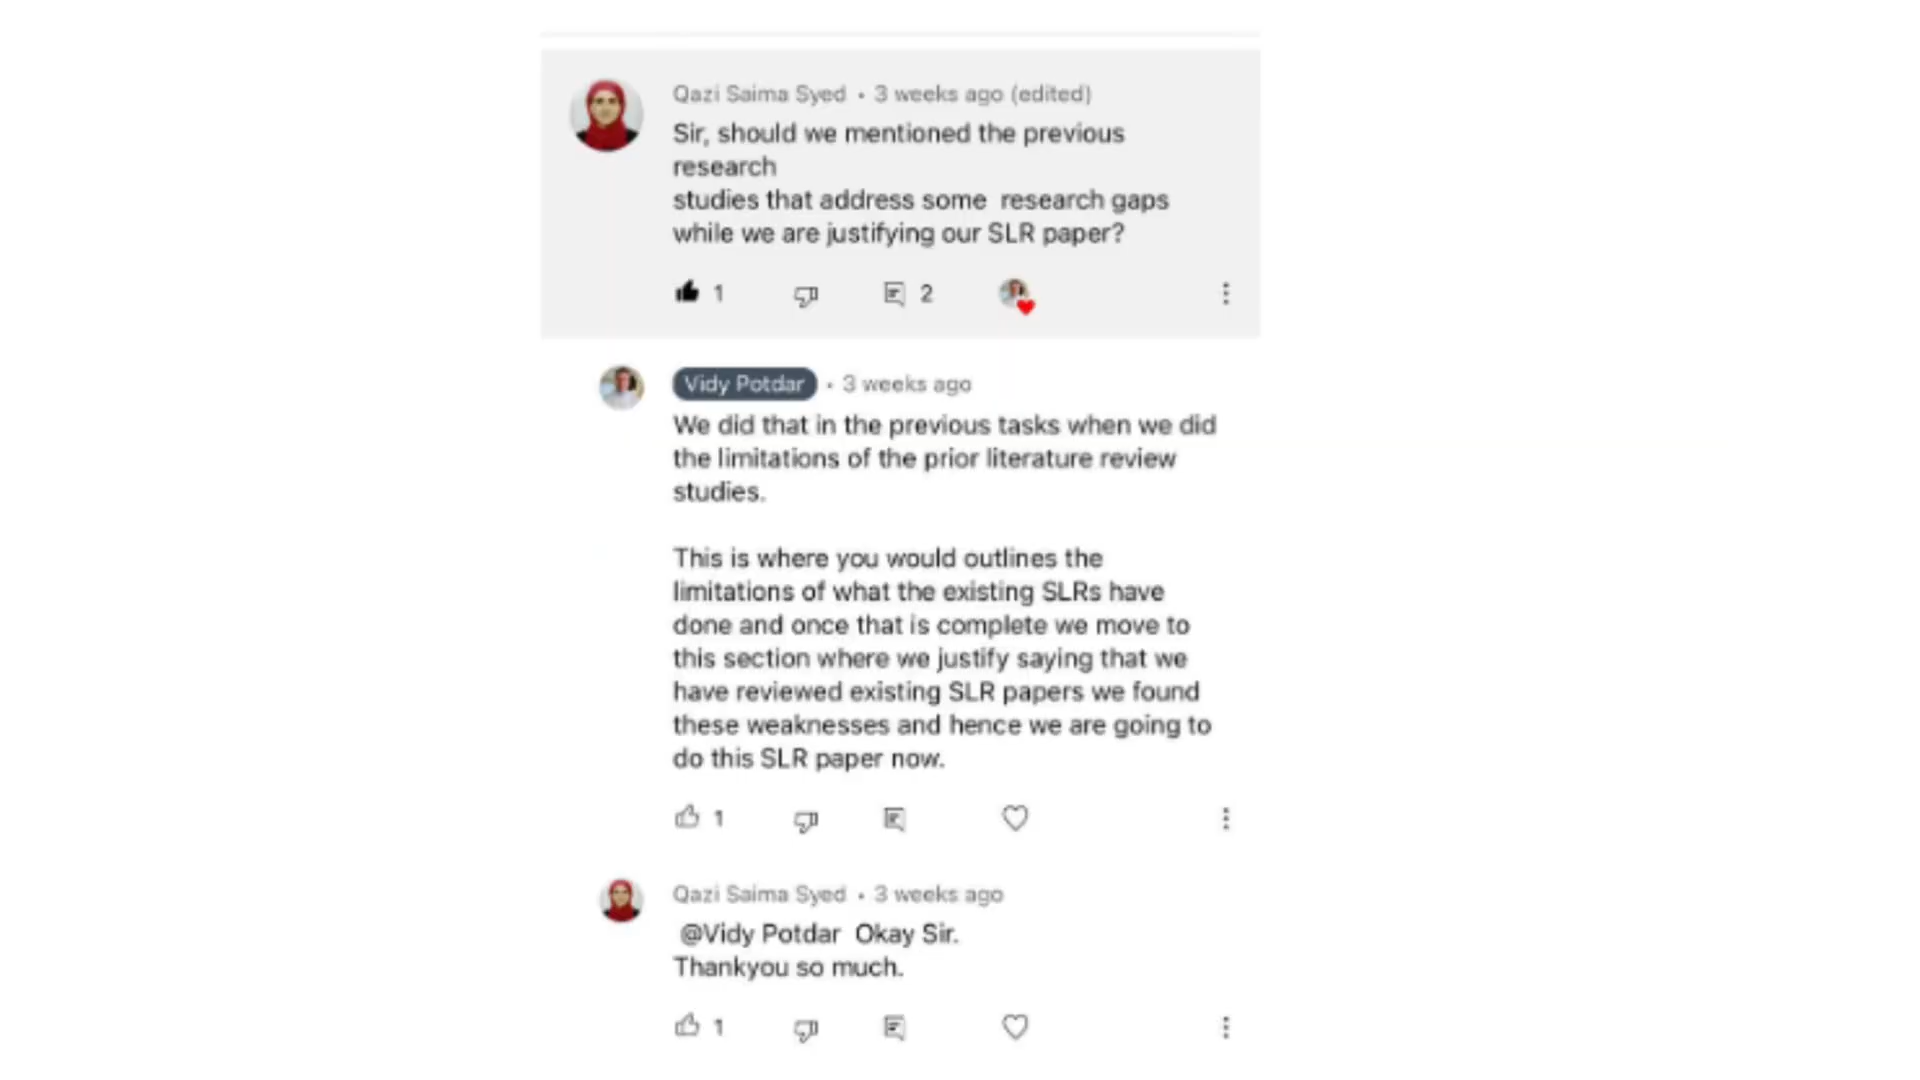 Qazi Saima Syed • 3 weeks ago (edited)
Sir, should we mentioned the previous
research
studies that address some research gaps
while we are justifying our SLR paper?
1 2
Vidy Potdar • 3 weeks ago
We did that in the previous tasks when we did
the limitations of the prior literature review
studies.
This is where you would outlines the
limitations of what the existing SLRs have
done and once that is complete we move to
this section where we justify saying that we
have reviewed existing SLR papers we found
these weaknesses and hence we are going to
do this SLR paper now.
1
Qazi Saima Syed • 3 weeks ago
@Vidy Potdar Okay Sir.
Thankyou so much.
1